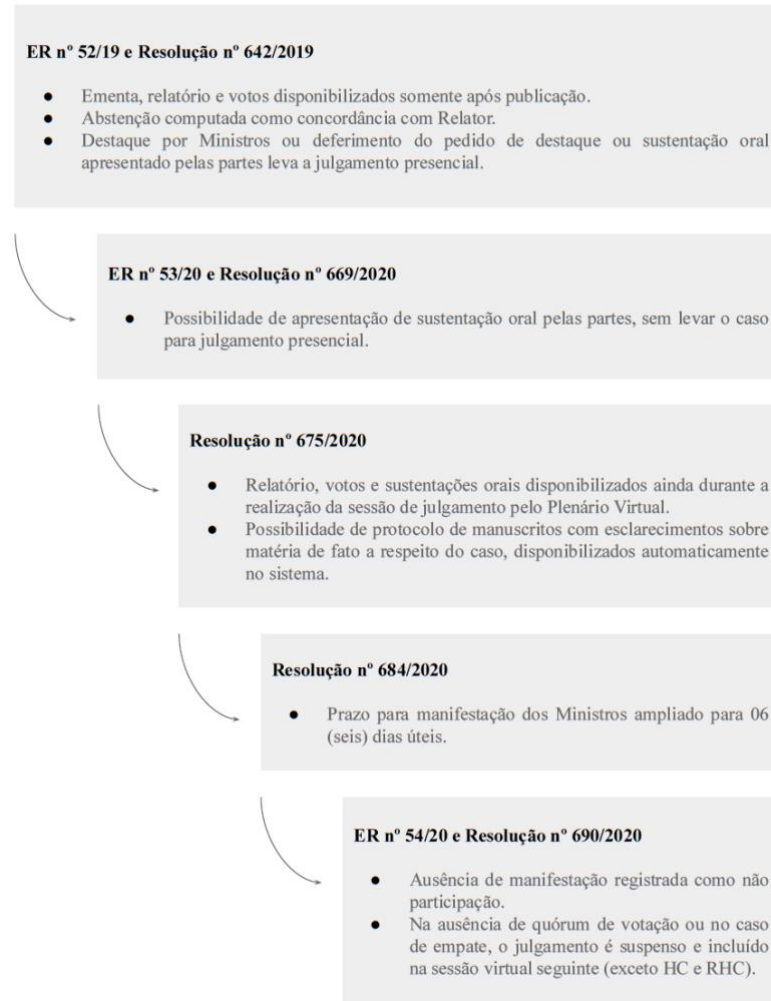 ER nº 52/19 e Resolução nº 642/2019
● Ementa, relatório e votos disponibilizados somente após publicação.
● Abstenção computada como concordância com Relator.
● Destaque por Ministros ou deferimento do pedido de destaque ou sustentação oral
apresentado pelas partes leva a julgamento presencial.
ER nº 53/20 e Resolução nº 669/2020
● Possibilidade de apresentação de sustentação oral pelas partes, sem levar o caso
para julgamento presencial.
Resolução nº 675/2020
● Relatório, votos e sustentações orais disponibilizados ainda durante a
realização da sessão de julgamento pelo Plenário Virtual.
● Possibilidade de protocolo de manuscritos com esclarecimentos sobre
matéria de fato a respeito do caso, disponibilizados automaticamente
no sistema.
Resolução nº 684/2020
● Prazo para manifestação dos Ministros ampliado para 06
(seis) dias úteis.
ER nº 54/20 e Resolução nº 690/2020
● Ausência de manifestação registrada como não
participação.
● Na ausência de quórum de votação ou no caso
de empate, o julgamento é suspenso e incluído
na sessão virtual seguinte (exceto HC e RHC).